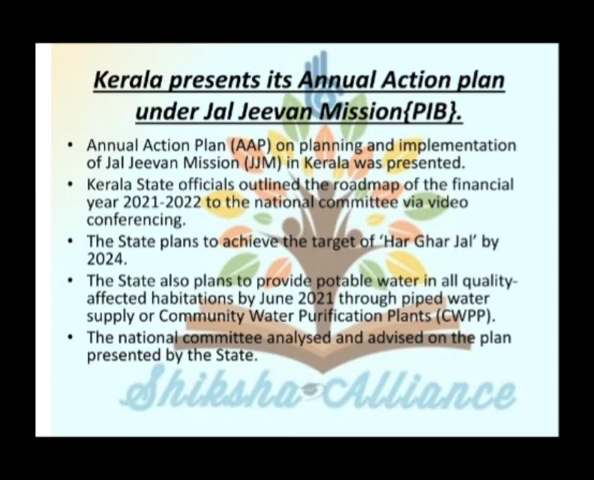 Kerala presents its Annual Action plan
under Jal Jeevan Mission{PIB}.
• Annual Action Plan (AAP) on planning and implementation
of Jal Jeevan Mission (JJM) in Kerala was presented.
• Kerala State officials outlined the roadmap of the financial
year 2021-2022 to the national committee via video
conferencing.
• The State plans to achieve the target of 'Har Ghar Jal' by
2024.
• The State also plans to provide potable water in all quality-
affected habitations by June 2021 through piped water
supply or Community Water Purification Plants (CWPP).
• The national committee analysed and advised on the plan
presented by the State.
Shiksha Alliance